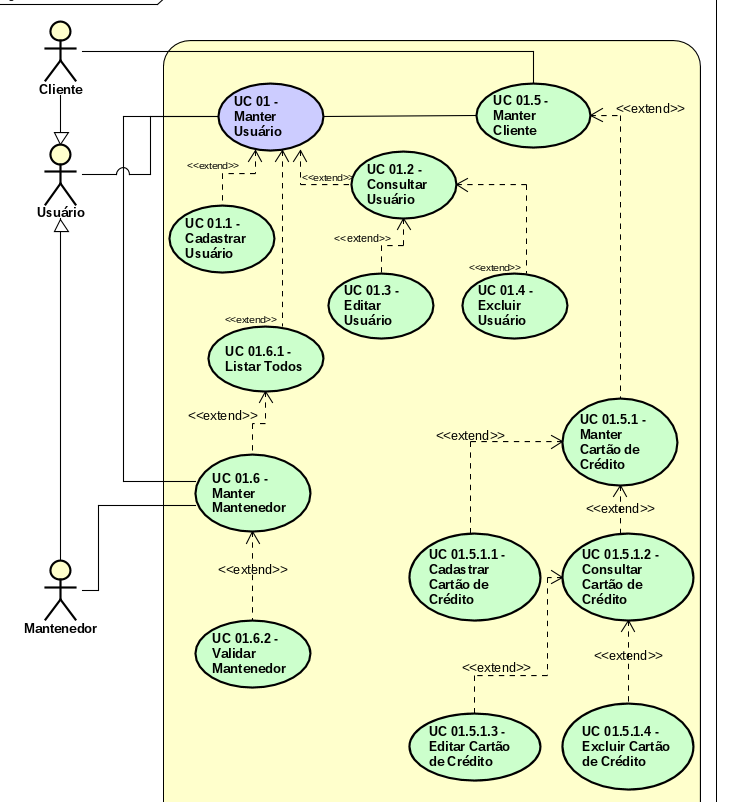 Cliente
UC 01 -
Manter
Usuário
UC 01.5 -
Manter
Cliente
<<extend>>
<<extend>>
<<extend>>
UC 01.2 -
Consultar
Usuário
Usuário
UC 01.1 -
Cadastrar
Usuário
<<extend>>
<<extend>>
UC 01.3 -
Editar
Usuário
UC 01.4 -
Excluir
Usuário
<<extend>>
UC 01.6.1 -
Listar Todos
<<extend>>
<<extend>>
UC 01.5.1 -
Manter
Cartão de
Crédito
UC 01.6 -
Manter
Mantenedor
<<extend>>
<<extend>>
UC 01.5.1.1 -
Cadastrar
Cartão de
Crédito
UC 01.5.1.2 -
Consultar
Cartão de
Crédito
Mantenedor
UC 01.6.2 -
Validar
Mantenedor
<<extend>>
<<extend>>
UC 01.5.1.3 -
Editar Cartão
de Crédito
UC 01.5.1.4 -
Excluir Cartão
de Crédito